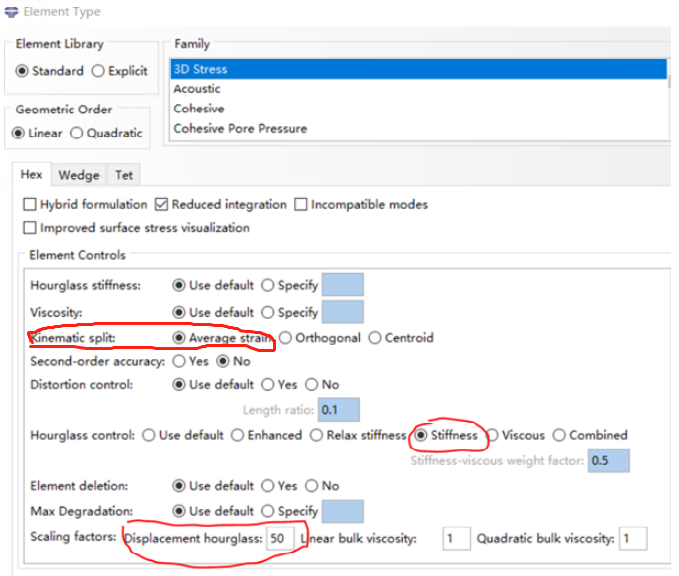 Element Type
Element Library
Standard Explicit
Geometric Order
Linear Quadratic
Family
3D Stress
Acoustic
Cohesive
Cohesive Pore Pressure
Hex Wedge Tet
Hybrid formulation Reduced integration Incompatible modes
Improved surface stress visualization
Element Controls
Hourglass stiffness: Use default Specify
Viscosity: Use default Specify
Kinematic split: Average strain Orthogonal Centroid
Second-order accuracy: Yes No
Distortion control: Use default Yes No
Length ratio: 0.1
Hourglass control: Use default Enhanced Relax stiffness Stiffness Viscous Combined
Stiffness-viscous weight factor: 0.5
Element deletion: Use default Yes No
Max Degradation: Use default Specify
Scaling factors: Displacement hourglass: 50 Linear bulk viscosity: 1 Quadratic bulk viscosity: 1